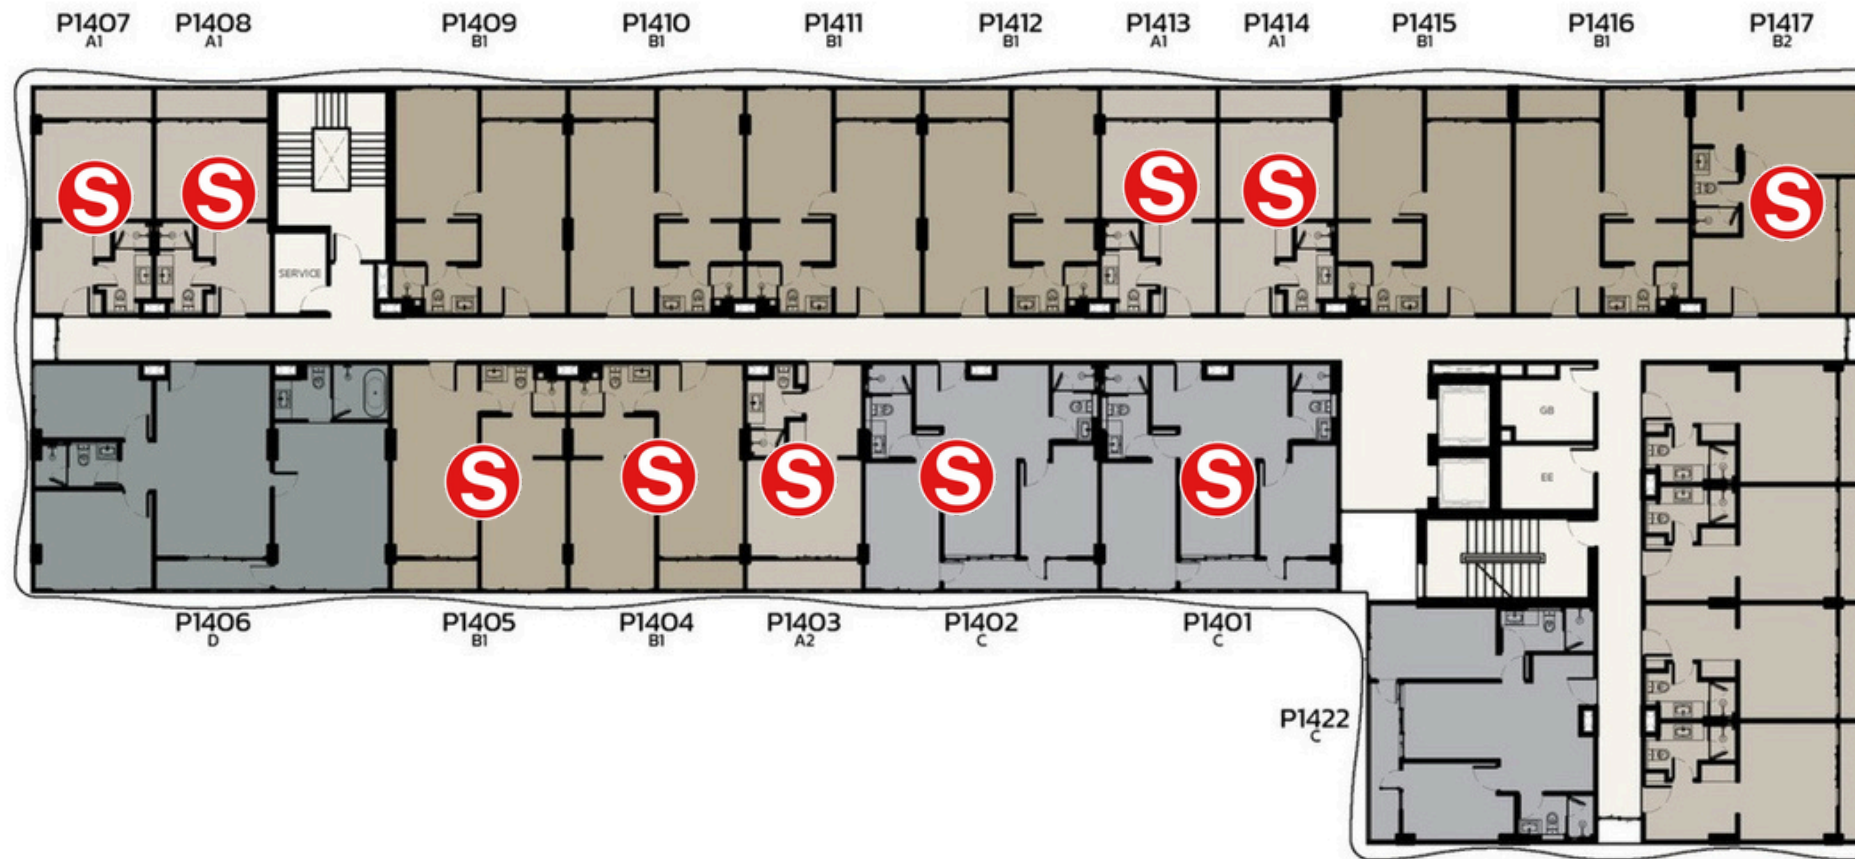 P1407 P1408 P1409 P1410 P1411 P1412 P1413 P1414 P1415 P1416 P1417
A1 A1 B1 B1 B1 B1 A1 A1 B1 B1 B2
X
S S S S S
SERVICE
GB
S S S S S
EE
P1406 P1405 P1404 P1403 P1402 P1401
D B1 B1 A2 C C
P1422
C